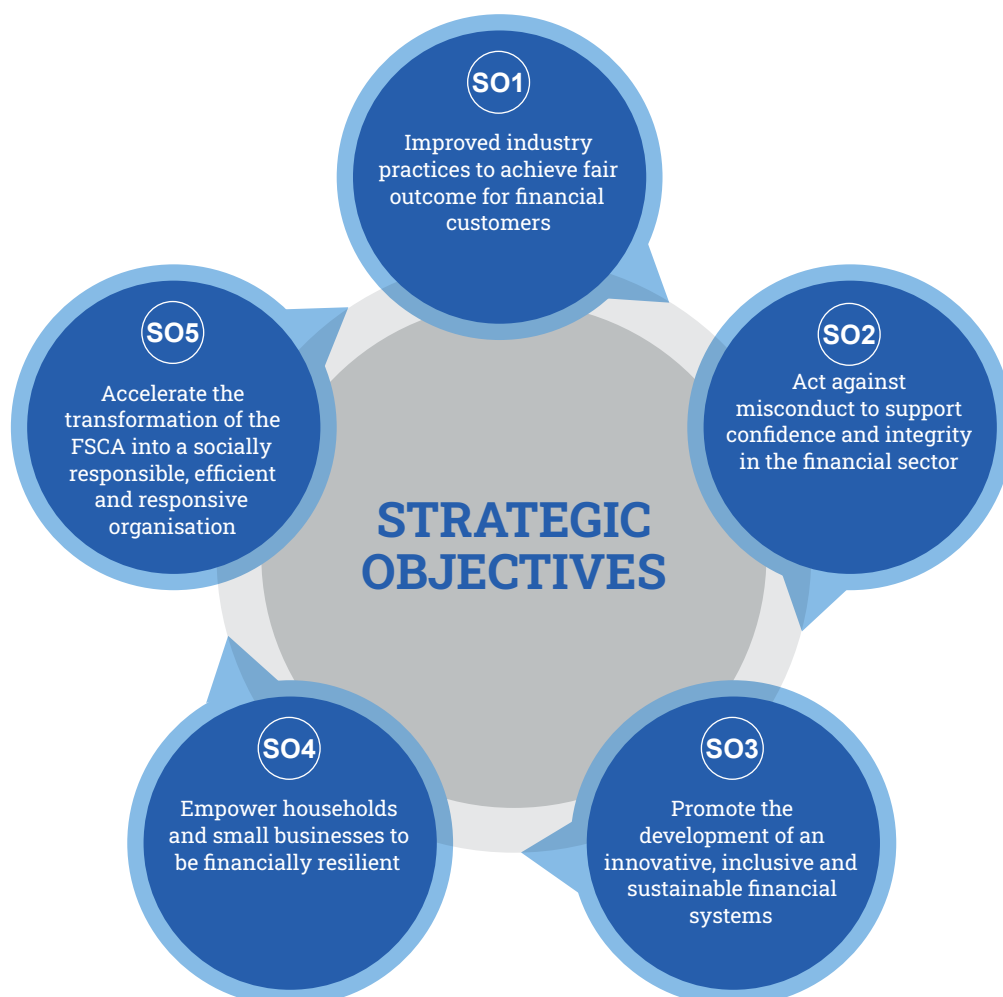 SO1
Improved industry
practices to achieve fair
outcome for financial
customers
SO2
Act against
misconduct to support
confidence and integrity
in the financial sector
SO3
Promote the
development of an
innovative, inclusive and
sustainable financial
systems
SO4
Empower households
and small businesses to
be financially resilient
SO5
Accelerate the
transformation of the
FSCA into a socially
responsible, efficient
and responsive
organisation
STRATEGIC
OBJECTIVES